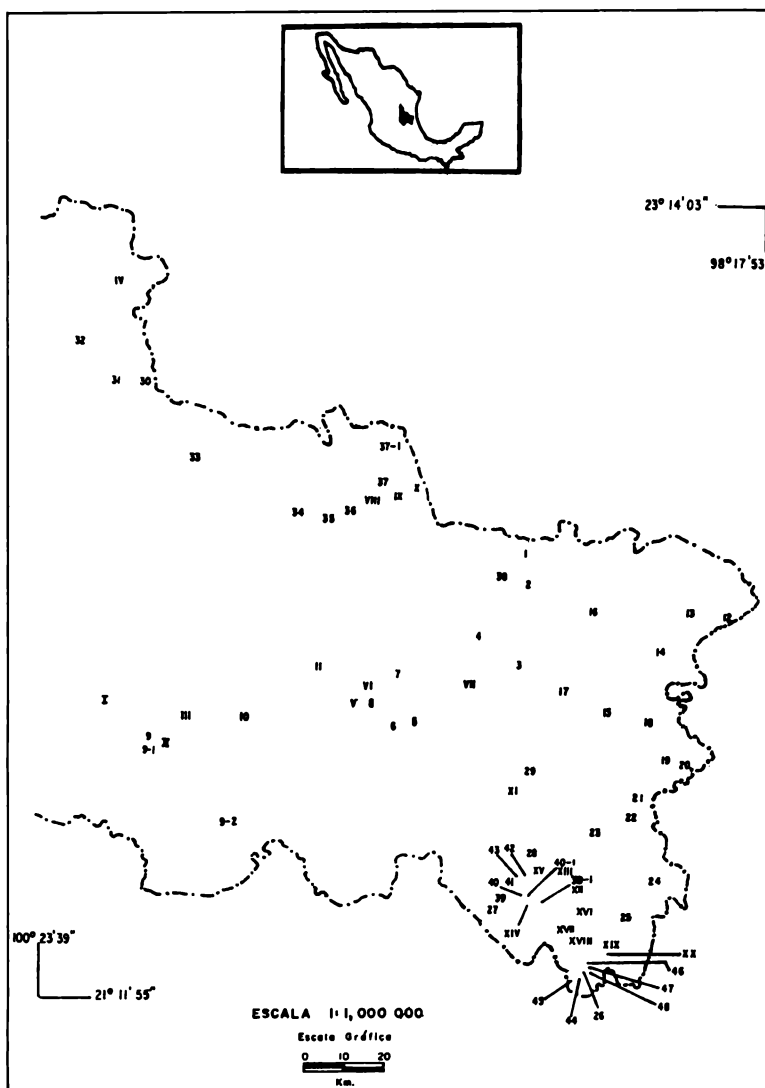 23° 14' 03"
98° 17' 53
IV
32
31 30
33
37-1
37 X
VIII IX
34 35 36
1
38 2
16 13 12
4
14
11 7 3
VI VII 17
V 8
III 10 6 5 15 18
9
9-1
19 20
29
XI 21
22
9-2 23
43 42 28 40-1
XV XIII
40 41 XII 24
39
27 XVI 25
XIV XVII
XVIII XIX XX
100° 23' 39"
46
21° 11' 55" 47
45 48
44 26
ESCALA 1:1,000 000.
Escala Gráfica
0 10 20
Km.